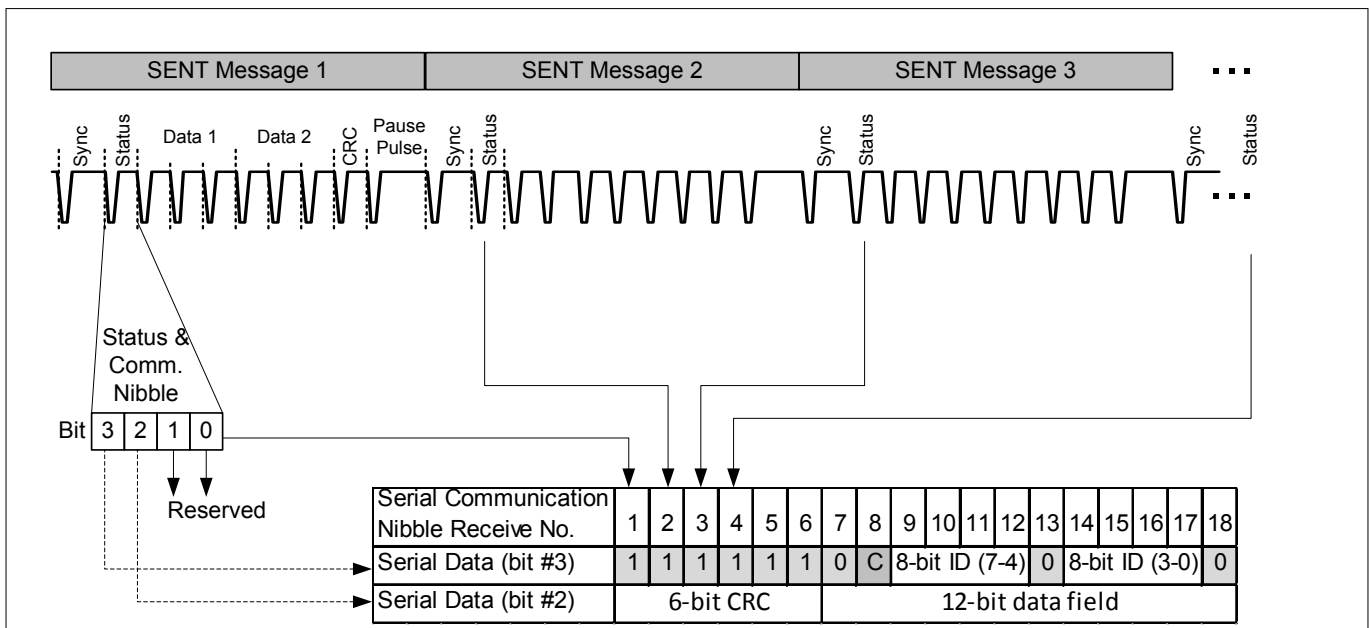 SENT Message 1 SENT Message 2 SENT Message 3 ...
Sync Status Data 1 Data 2 CRC Pause Pulse Sync Status Sync Status Sync Status
...
Status &
Comm.
Nibble
Bit 3 2 1 0
Reserved
Serial Communication
Nibble Receive No. 1 2 3 4 5 6 7 8 9 10 11 12 13 14 15 16 17 18
Serial Data (bit #3) 1 1 1 1 1 1 0 C 8-bit ID (7-4) 0 8-bit ID (3-0) 0
Serial Data (bit #2) 6-bit CRC 12-bit data field